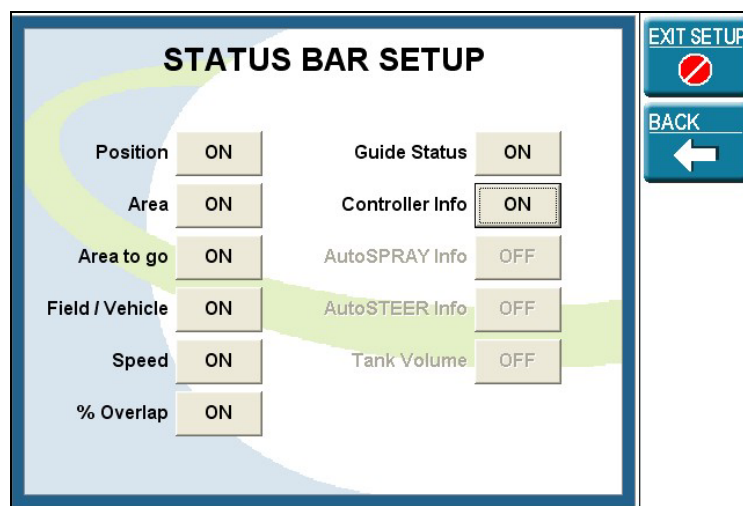 STATUS BAR SETUP
EXIT SETUP
BACK
Position ON
Guide Status ON
Area ON
Controller Info ON
Area to go ON
AutoSPRAY Info OFF
Field / Vehicle ON
AutoSTEER Info OFF
Speed ON
Tank Volume OFF
% Overlap ON